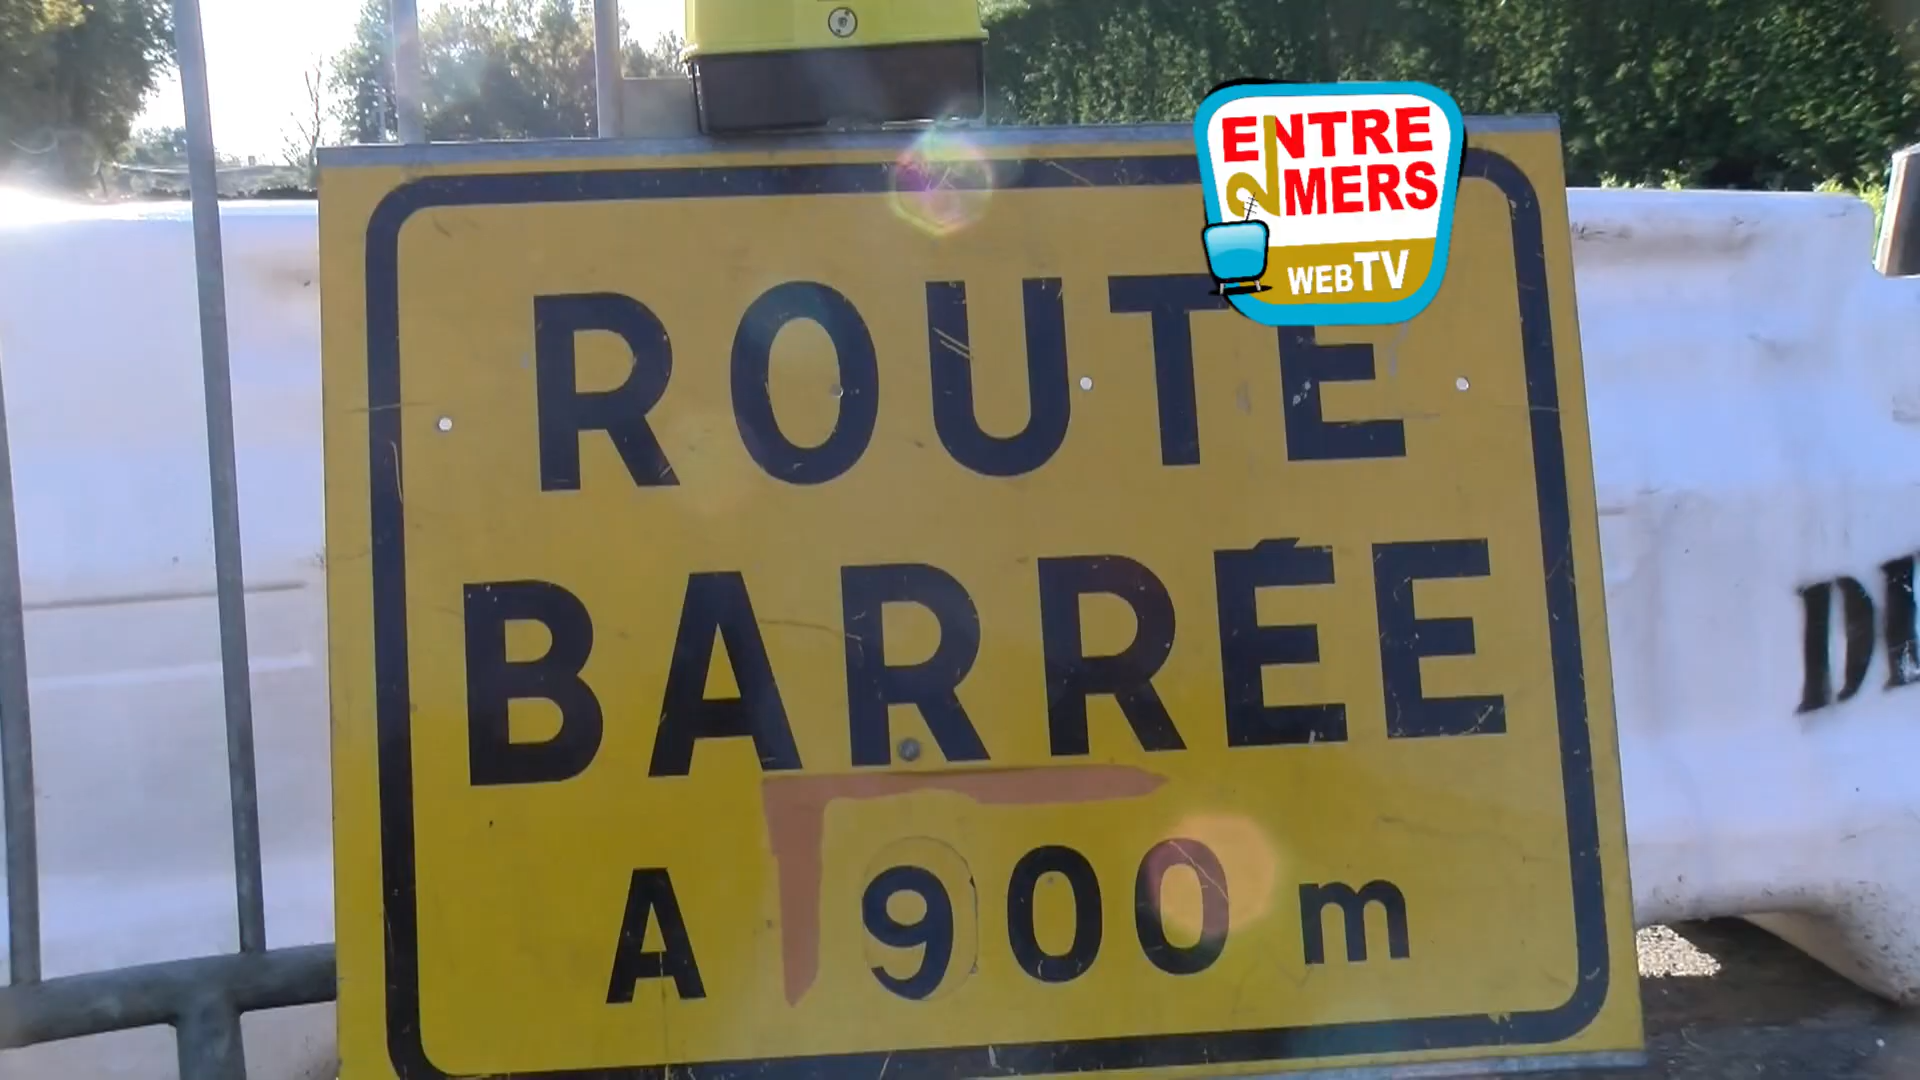 ENTRE
2 MERS
WEBTV
ROUTE
BARRÉE
A 900 m